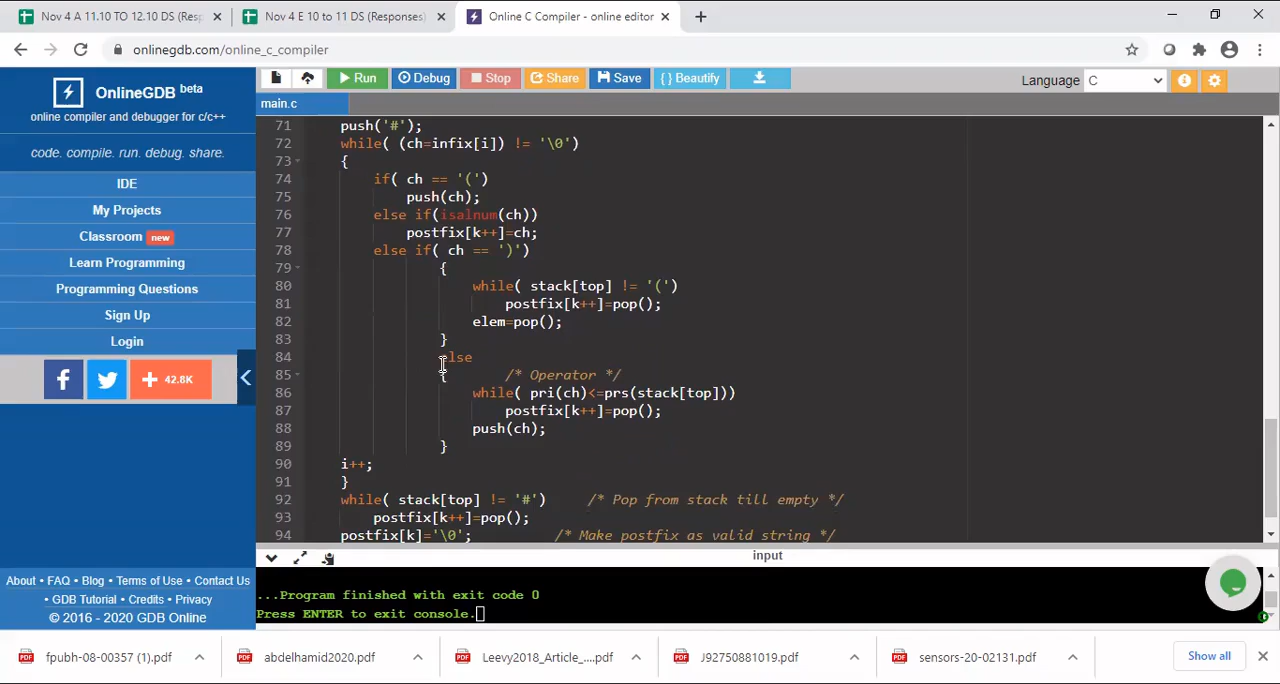 Nov 4 A 11.10 TO 12.10 DS (Resp
Nov 4 E 10 to 11 DS (Responses)
Online C Compiler - online editor
onlinegdb.com/online_c_compiler
OnlineGDB beta
online compiler and debugger for c/c++
code. compile. run. debug. share.
IDE
My Projects
Classroom new
Learn Programming
Programming Questions
Sign Up
Login
42.8K
About • FAQ • Blog • Terms of Use • Contact Us
• GDB Tutorial • Credits • Privacy
© 2016 - 2020 GDB Online
Run Debug Stop Share Save { } Beautify
Language C
main.c
71 push('#');
72 while( (ch=infix[i]) != '\0')
73 {
74 if( ch == '(')
75 push(ch);
76 else if(isalnum(ch))
77 postfix[k++]=ch;
78 else if( ch == ')')
79 {
80 while( stack[top] != '(')
81 postfix[k++]=pop();
82 elem=pop();
83 }
84 else
85 { /* Operator */
86 while( pri(ch)<=prs(stack[top]))
87 postfix[k++]=pop();
88 push(ch);
89 }
90 i++;
91 }
92 while( stack[top] != '#') /* Pop from stack till empty */
93 postfix[k++]=pop();
94 postfix[k]='\0'; /* Make postfix as valid string */
input
...Program finished with exit code 0
Press ENTER to exit console.
fpubh-08-00357 (1).pdf
abdelhamid2020.pdf
Leevy2018_Article_....pdf
J92750881019.pdf
sensors-20-02131.pdf
Show all